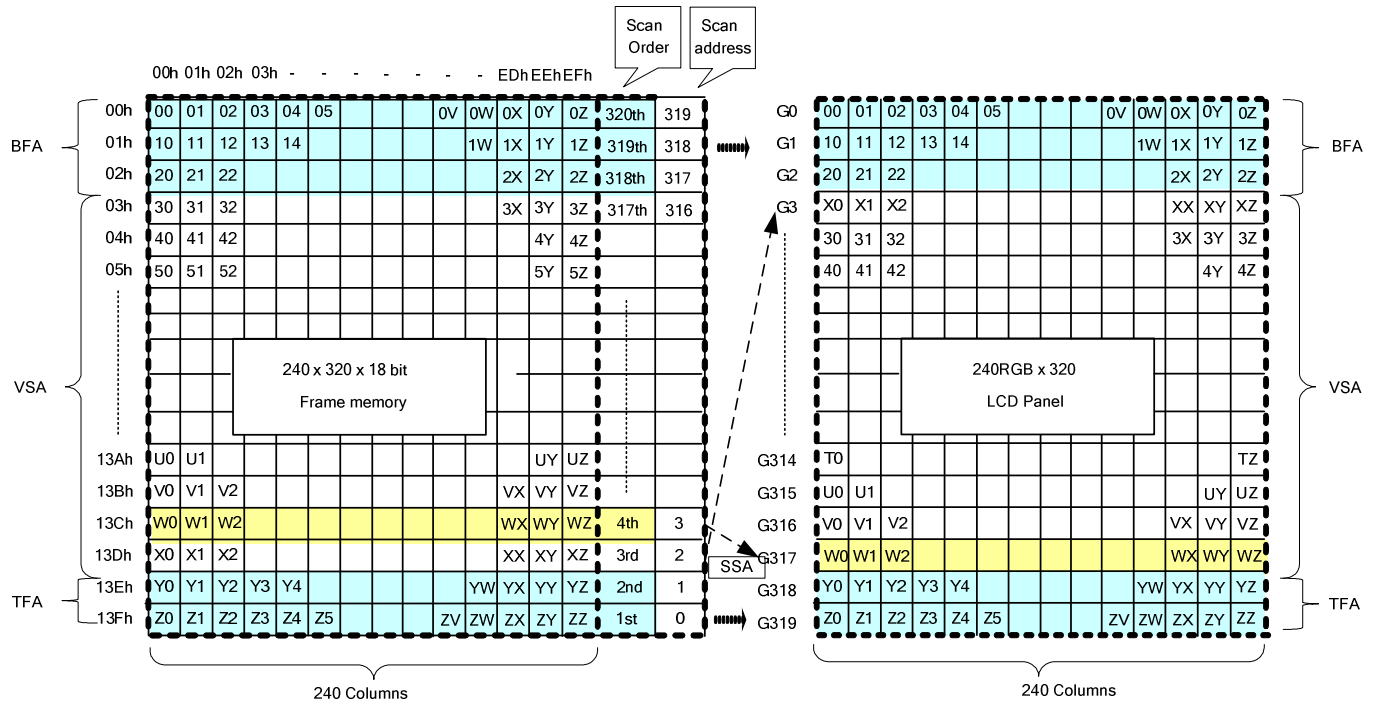 Scan Order
Scan address
00h 01h 02h 03h - - - - - - - EDh EEh EFh
00h 00 01 02 03 04 05 0V 0W 0X 0Y 0Z 320th 319 G0 00 01 02 03 04 05 0V 0W 0X 0Y 0Z
01h 10 11 12 13 14 1W 1X 1Y 1Z 319th 318 G1 10 11 12 13 14 1W 1X 1Y 1Z
BFA BFA
02h 20 21 22 2X 2Y 2Z 318th 317 G2 20 21 22 2X 2Y 2Z
03h 30 31 32 3X 3Y 3Z 317th 316 G3 X0 X1 X2 XX XY XZ
04h 40 41 42 4Y 4Z 30 31 32 3X 3Y 3Z
05h 50 51 52 5Y 5Z 40 41 42 4Y 4Z
240 x 320 x 18 bit 240RGB x 320
VSA VSA
Frame memory LCD Panel
13Ah U0 U1 UY UZ G314 T0 TZ
13Bh V0 V1 V2 VX VY VZ G315 U0 U1 UY UZ
13Ch W0 W1 W2 WX WY WZ 4th 3 G316 V0 V1 V2 VX VY VZ
13Dh X0 X1 X2 XX XY XZ 3rd 2 SSA G317 W0 W1 W2 WX WY WZ
13Eh Y0 Y1 Y2 Y3 Y4 YW YX YY YZ 2nd 1 G318 Y0 Y1 Y2 Y3 Y4 YW YX YY YZ
TFA TFA
13Fh Z0 Z1 Z2 Z3 Z4 Z5 ZV ZW ZX ZY ZZ 1st 0 G319 Z0 Z1 Z2 Z3 Z4 Z5 ZV ZW ZX ZY ZZ
240 Columns 240 Columns